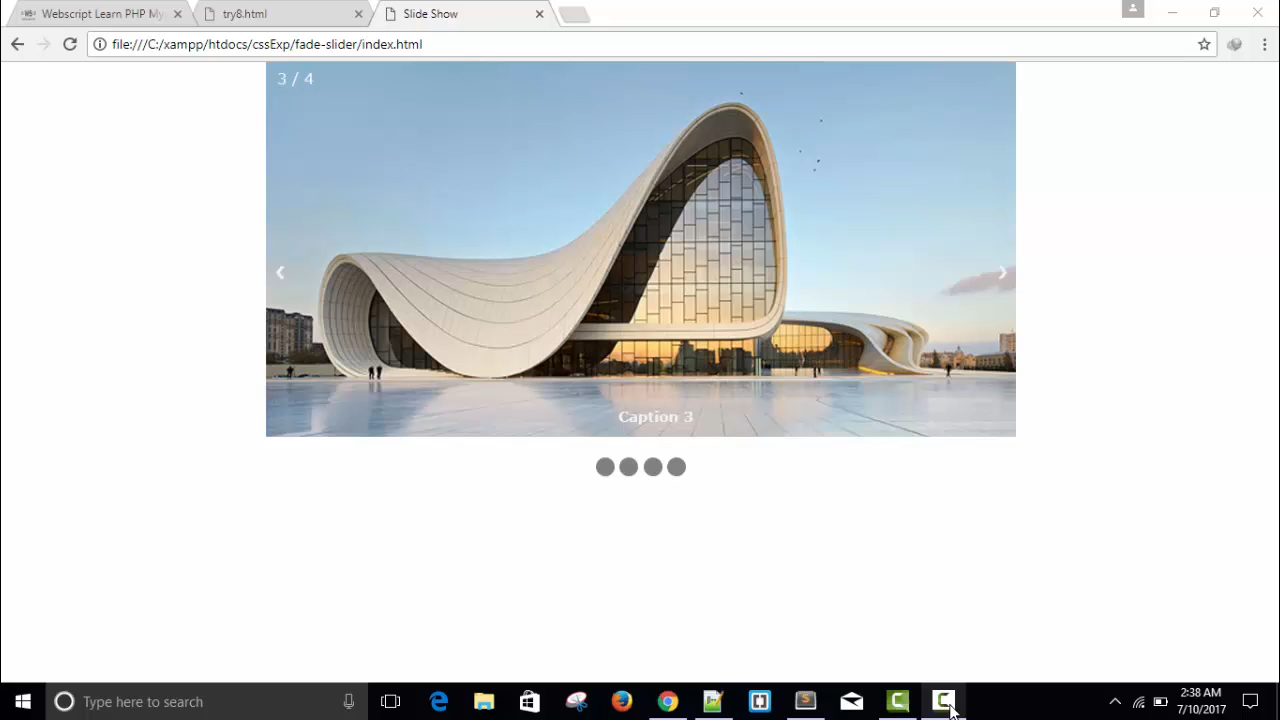 Webscript Learn PHP My
try8.html
Slide Show
file:///C:/xampp/htdocs/cssExp/fade-slider/index.html
3 / 4
Caption 3
Type here to search
2:38 AM
7/10/2017